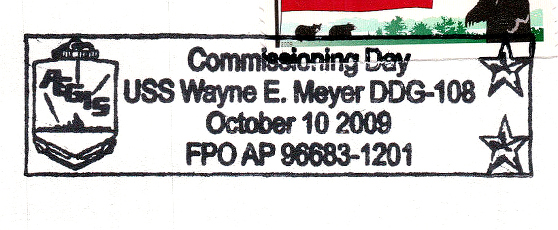 Commissioning Day
AEGIS
USS Wayne E. Meyer DDG-108
October 10 2009
FPO AP 96683-1201